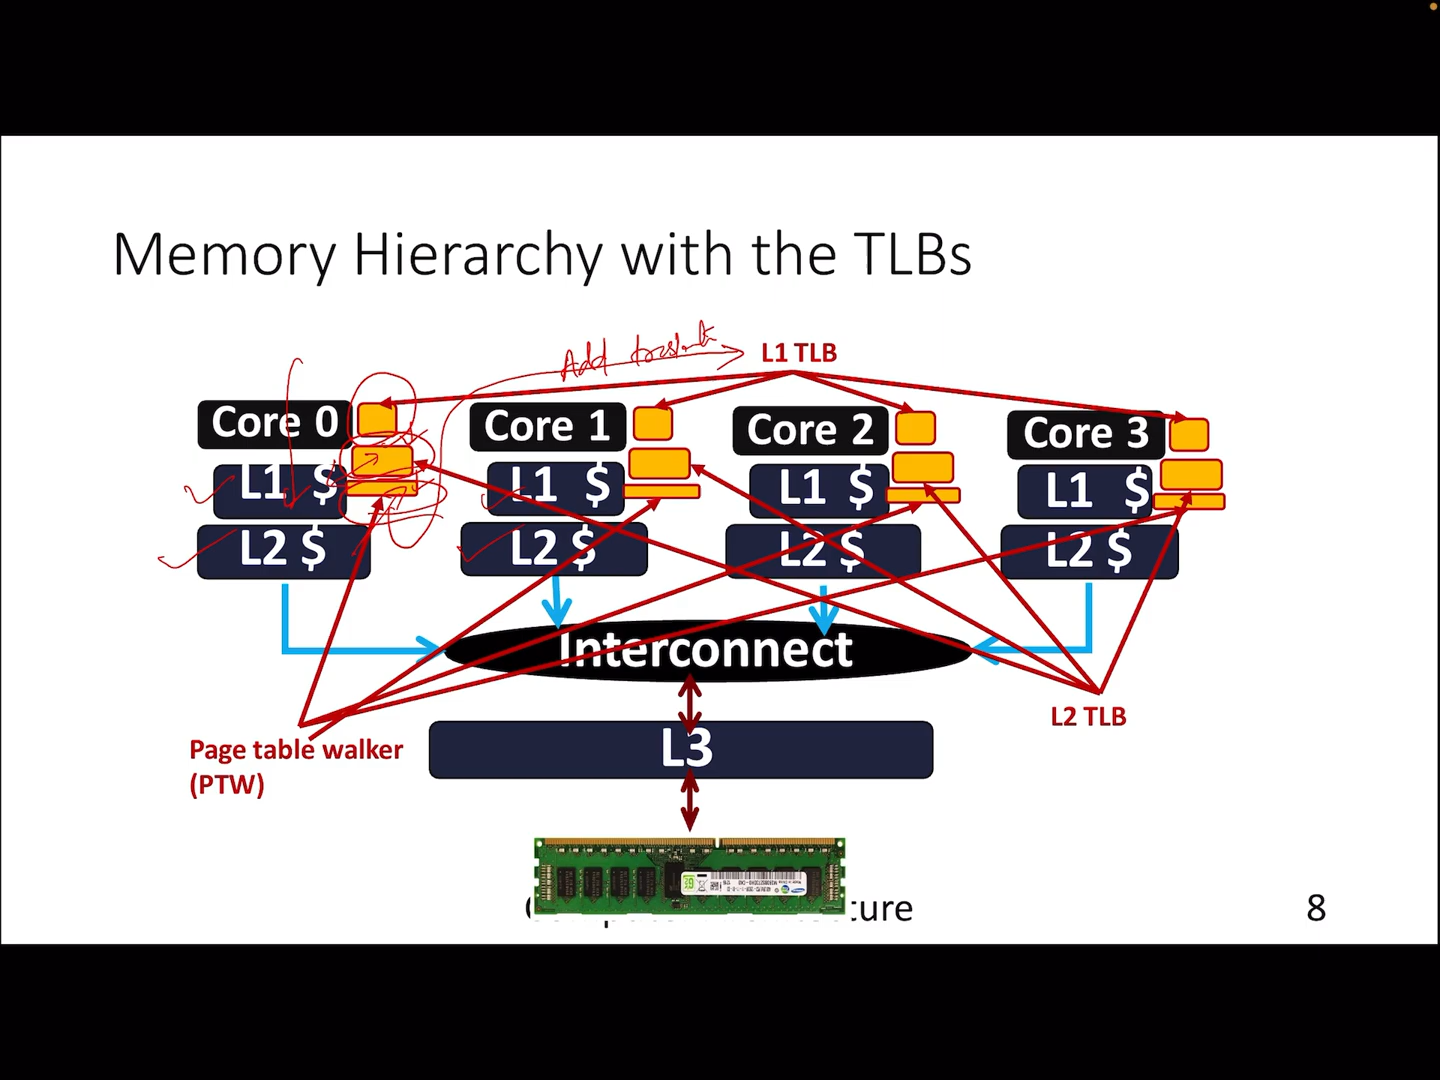 Memory Hierarchy with the TLBs
Add
L1 TLB
Core 0
Core 1
Core 2
Core 3
L1 $
L1 $
L1 $
L1 $
L2 $
L2 $
L2 $
L2 $
Interconnect
L2 TLB
L3
Page table walker
(PTW)
8